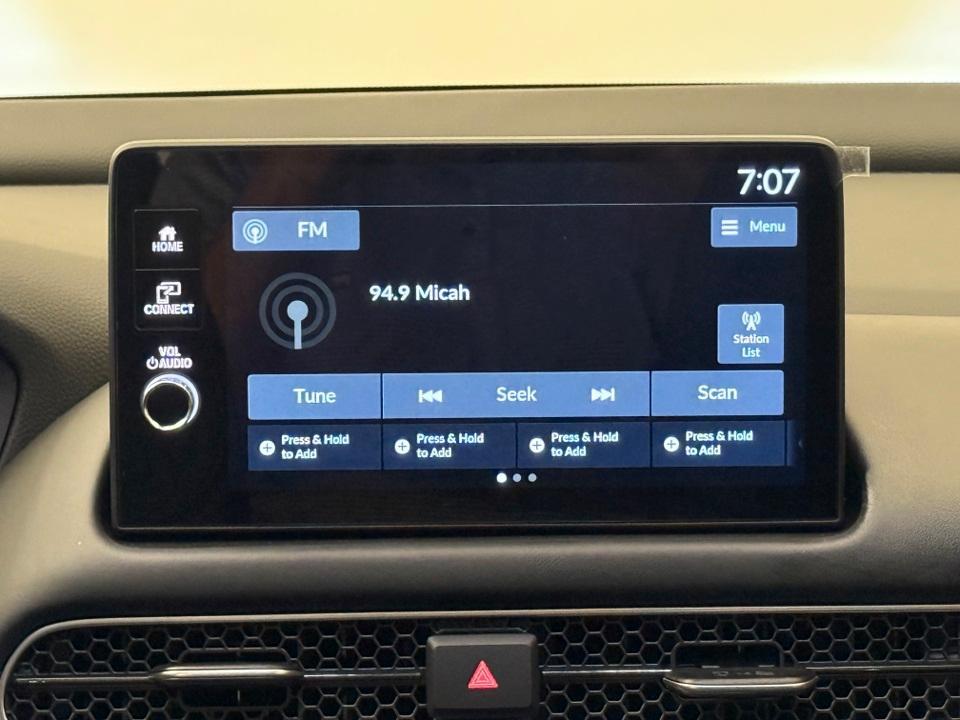 7:07
HOME
CONNECT
VOL
AUDIO
FM
Menu
94.9 Micah
Station
List
Tune
Seek
Scan
Press & Hold
to Add
Press & Hold
to Add
Press & Hold
to Add
Press & Hold
to Add